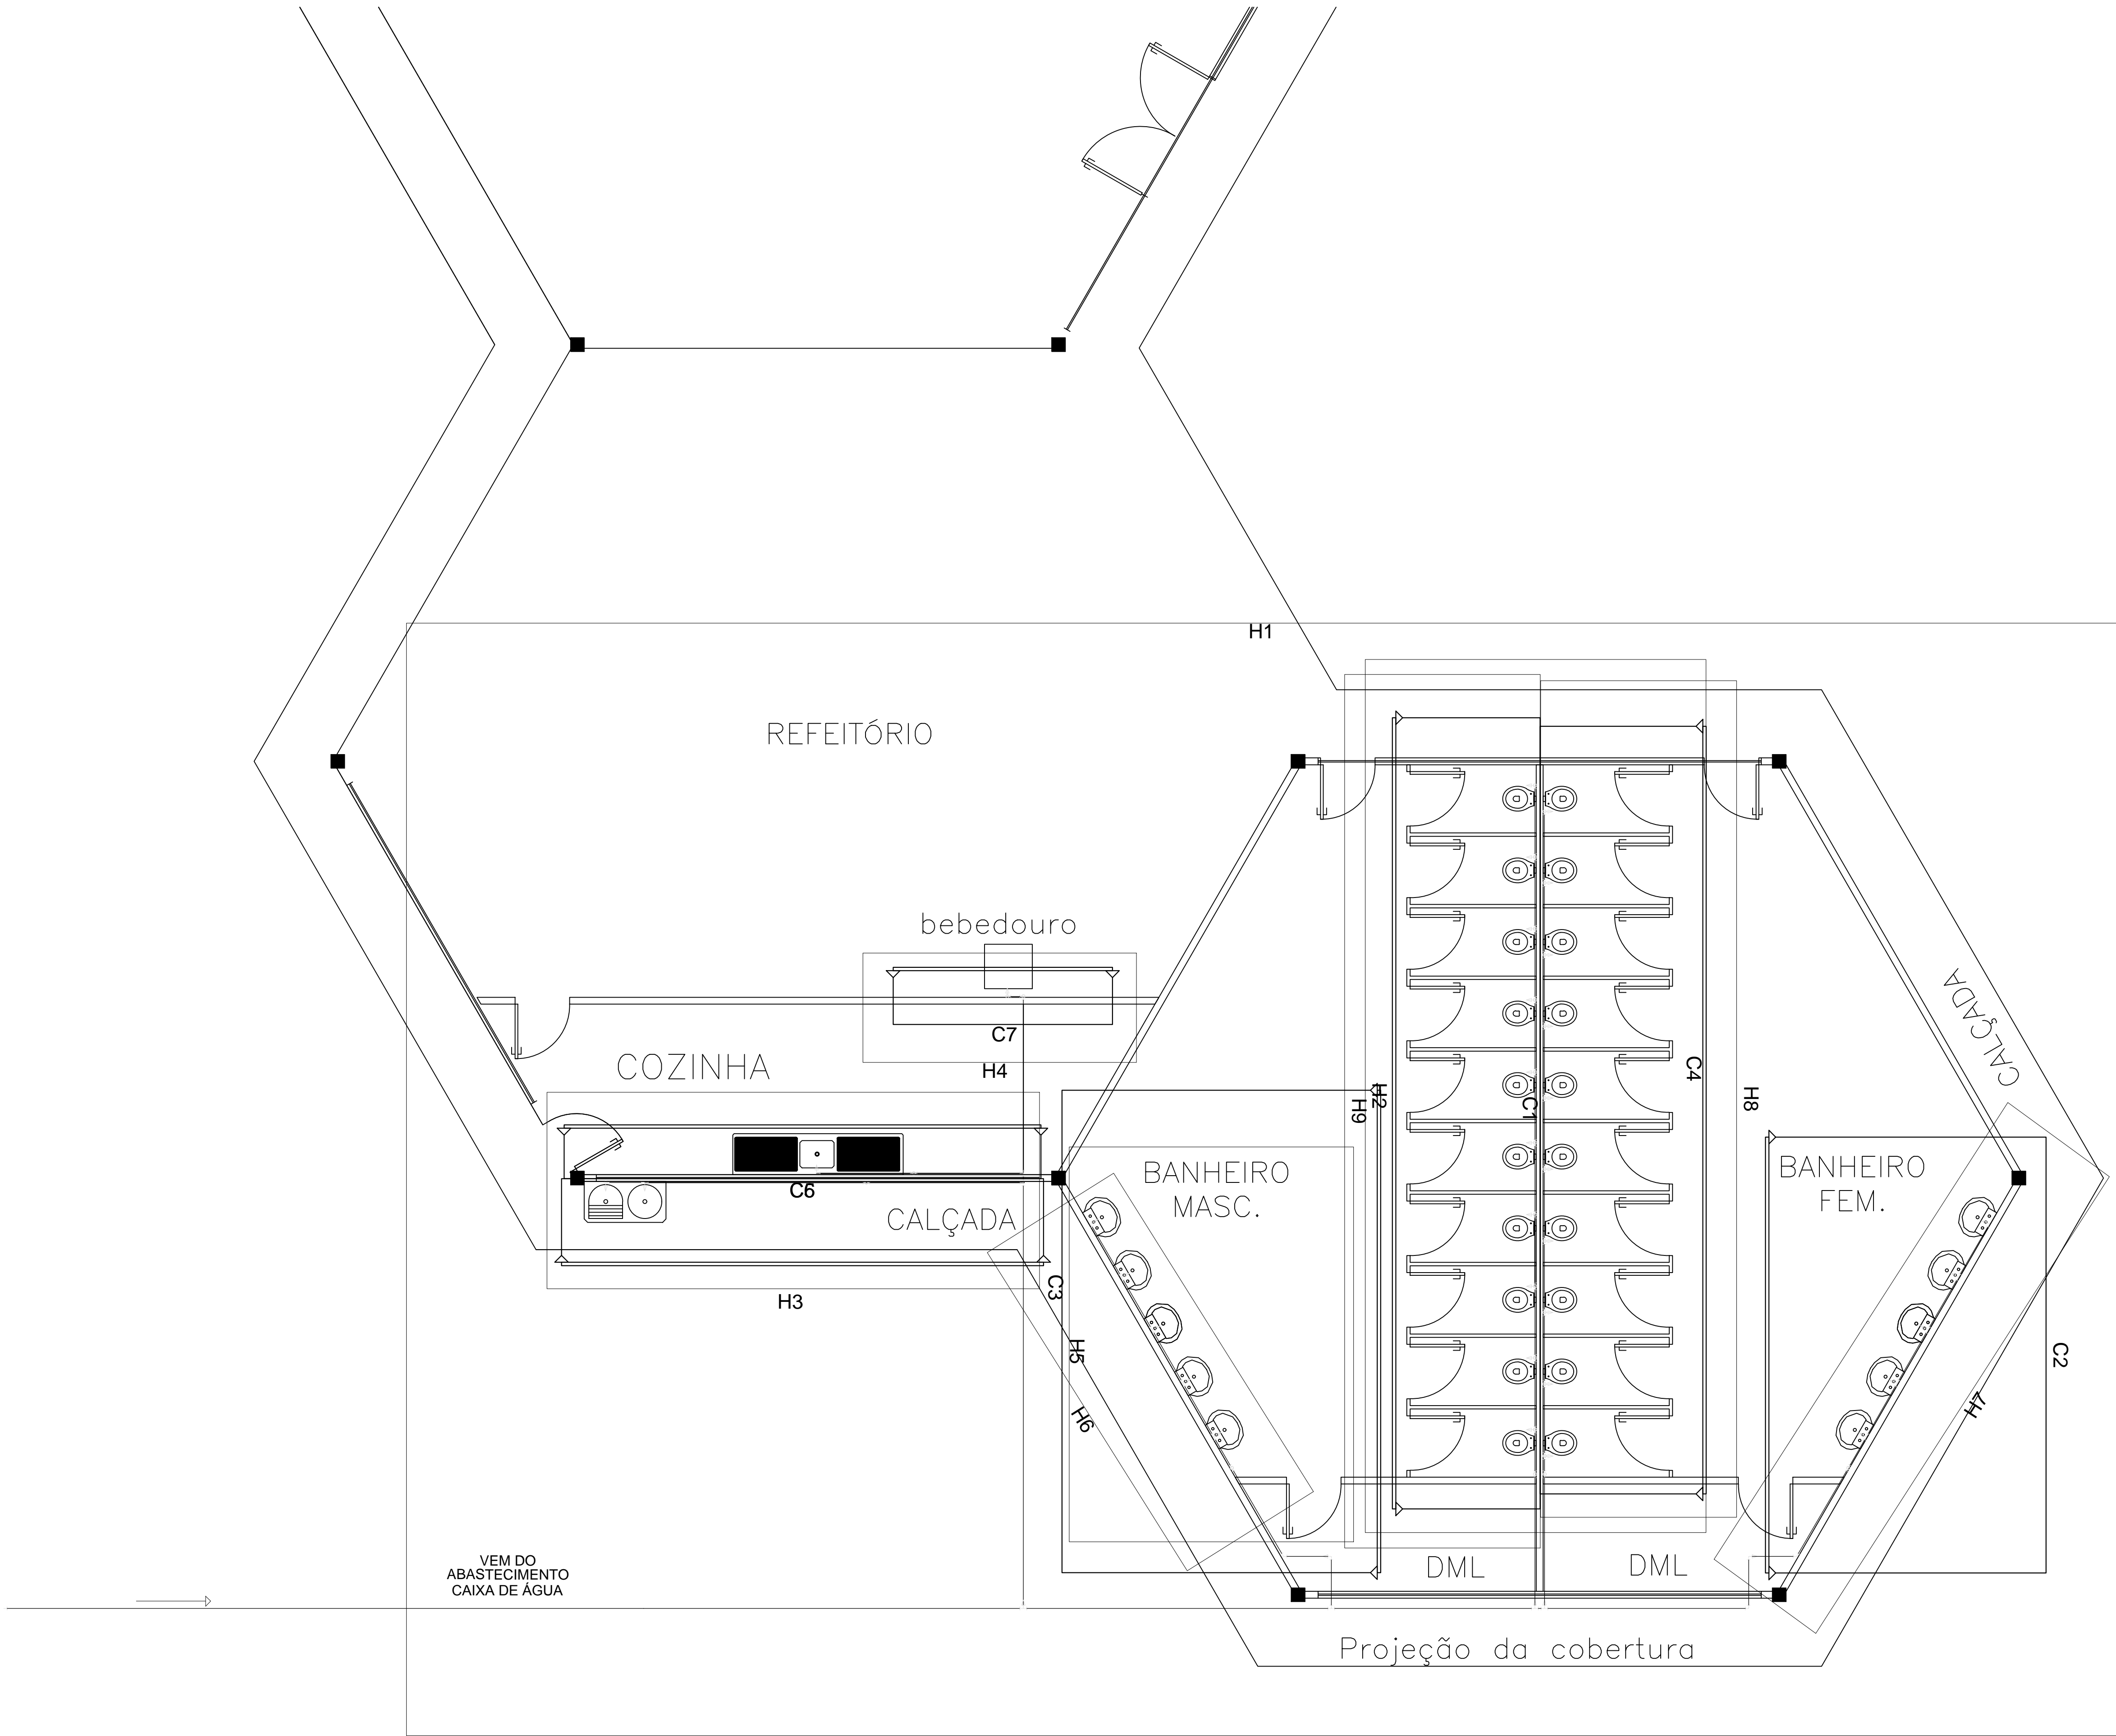 H1
REFEITÓRIO
bebedouro
C7
H4
COZINHA
C6
CALÇADA
H3
C3
H5
H6
BANHEIRO
MASC.
H9
H2
C1
C4
H8
BANHEIRO
FEM.
CALÇADA
C2
H7
DML
DML
VEM DO
ABASTECIMENTO
CAIXA DE ÁGUA
Projeção da cobertura